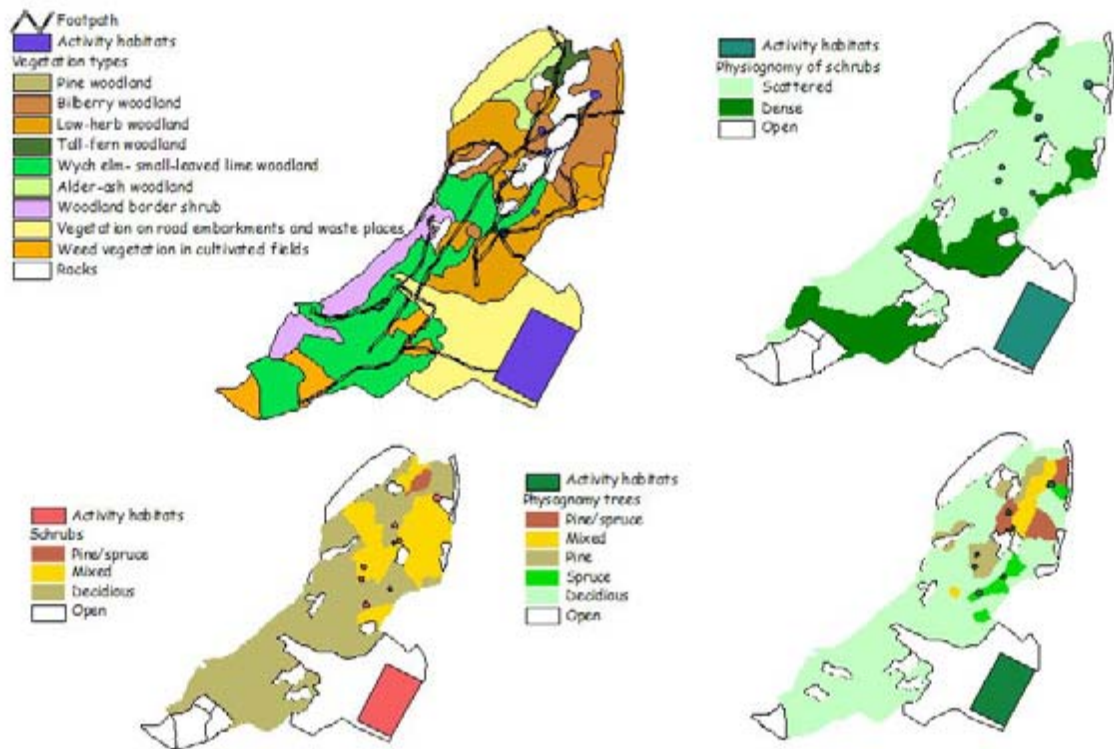 Footpath
Activity habitats
Vegetation types
Pine woodland
Bilberry woodland
Low-herb woodland
Tall-fern woodland
Wych elm- small-leaved lime woodland
Alder-ash woodland
Woodland border shrub
Vegetation on road embarkments and waste places
Weed vegetation in cultivated fields
Rocks
Activity habitats
Physiognomy of schrubs
Scattered
Dense
Open
Activity habitats
Schrubs
Pine/spruce
Mixed
Decidious
Open
Activity habitats
Physognomy trees
Pine/spruce
Mixed
Pine
Spruce
Decidious
Open